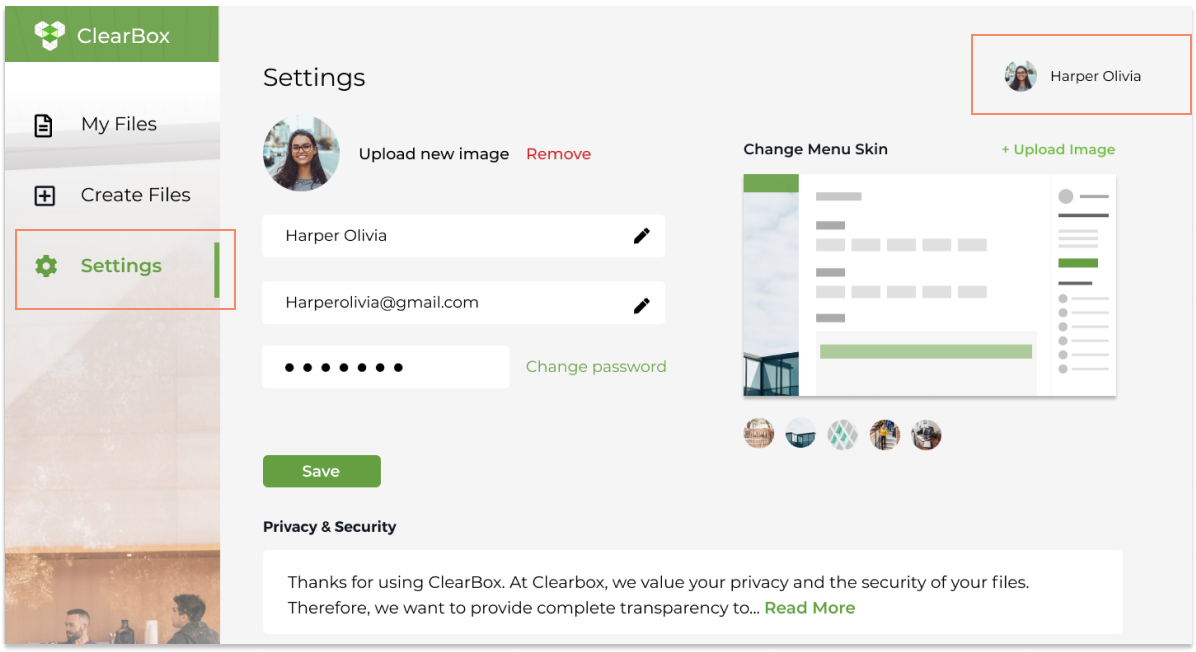 ClearBox
My Files
Create Files
Settings
Settings
Harper Olivia
Upload new image Remove
Harper Olivia
Harperolivia@gmail.com
Change password
Save
Change Menu Skin + Upload Image
Privacy & Security
Thanks for using ClearBox. At Clearbox, we value your privacy and the security of your files.
Therefore, we want to provide complete transparency to... Read More